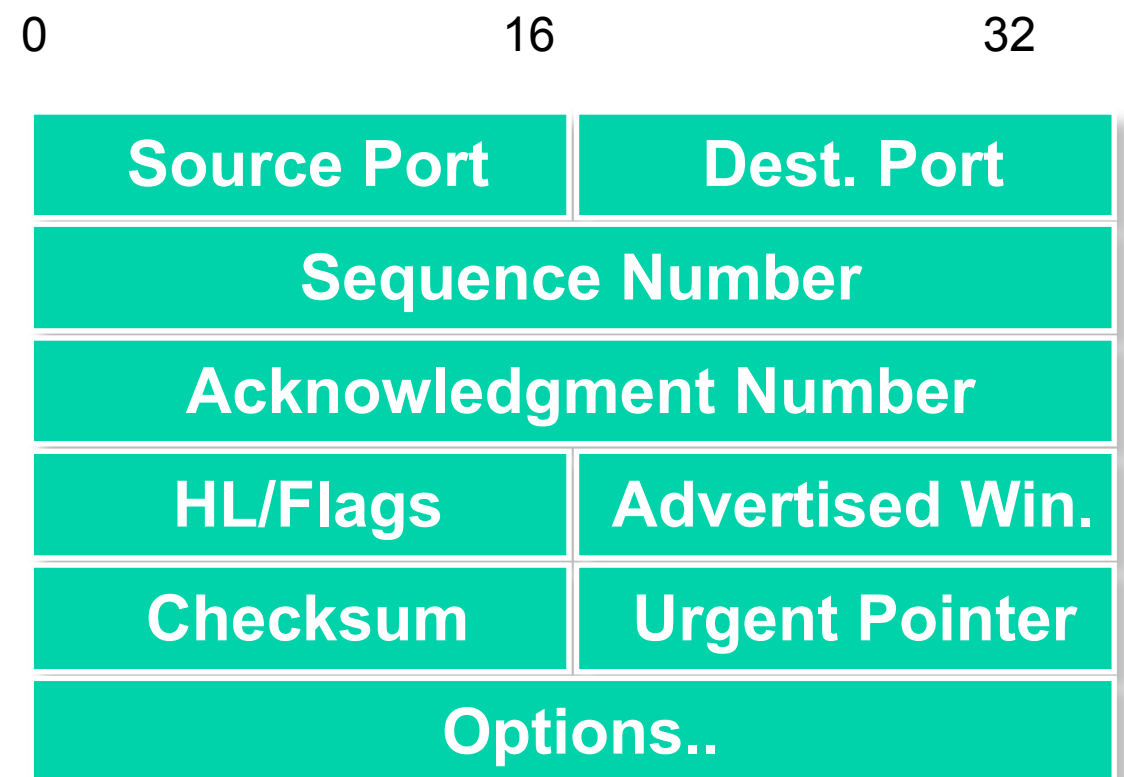 0 16 32
Source Port Dest. Port
Sequence Number
Acknowledgment Number
HL/Flags Advertised Win.
Checksum Urgent Pointer
Options..